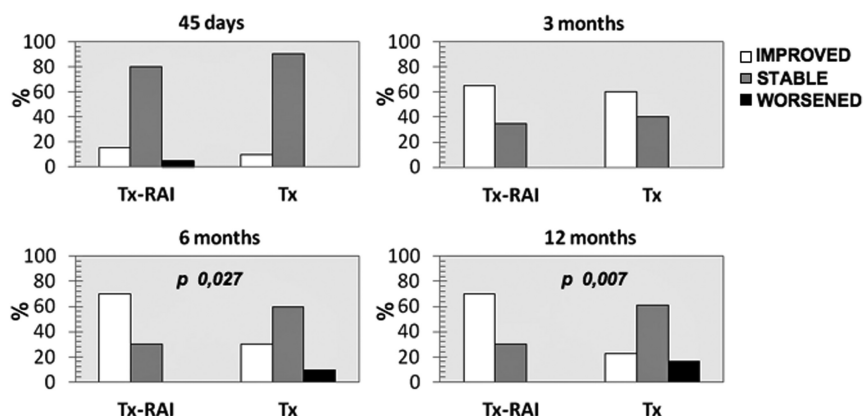 45 days
100
80
60
40
20
0
%
Tx-RAI Tx
3 months
100
80
60
40
20
0
%
Tx-RAI Tx
IMPROVED
STABLE
WORSENED
6 months
100
80
60
40
20
0
%
p 0,027
Tx-RAI Tx
12 months
100
80
60
40
20
0
%
p 0,007
Tx-RAI Tx